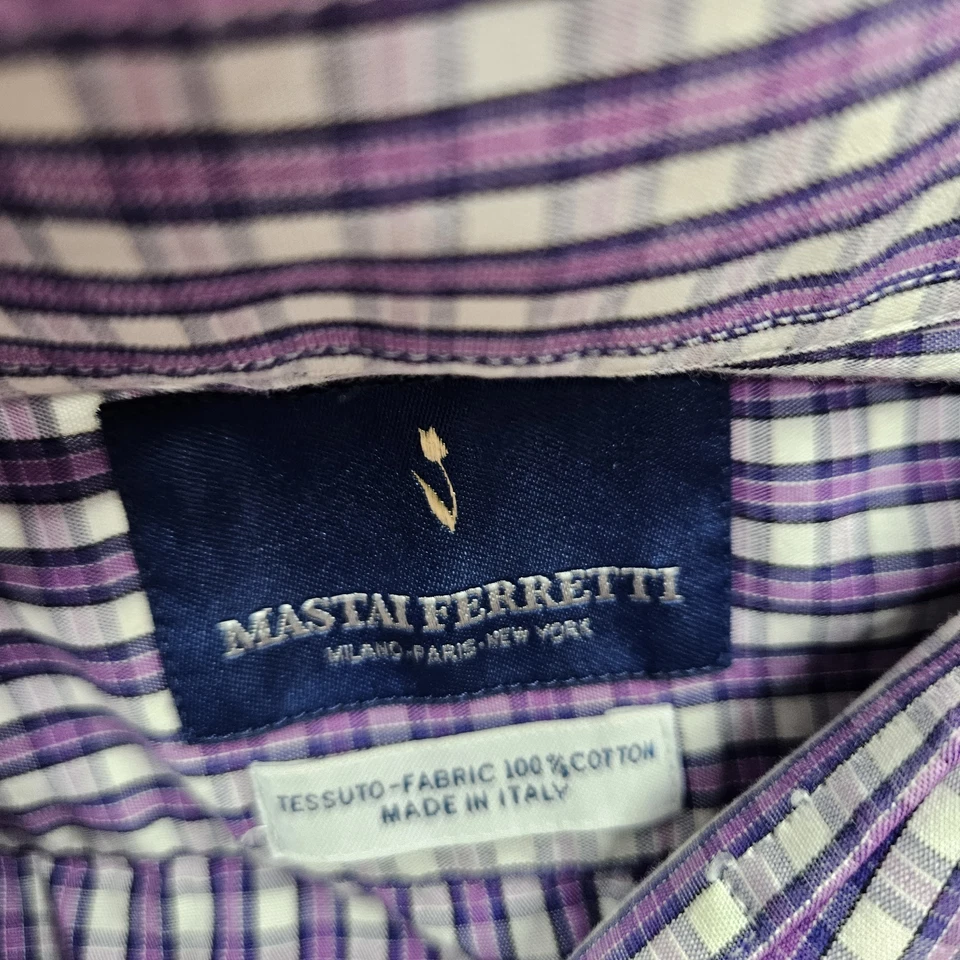 MASTAI FERRETTI
MILANO-PARIS-NEW YORK
TESSUTO-FABRIC 100%COTTON
MADE IN ITALY